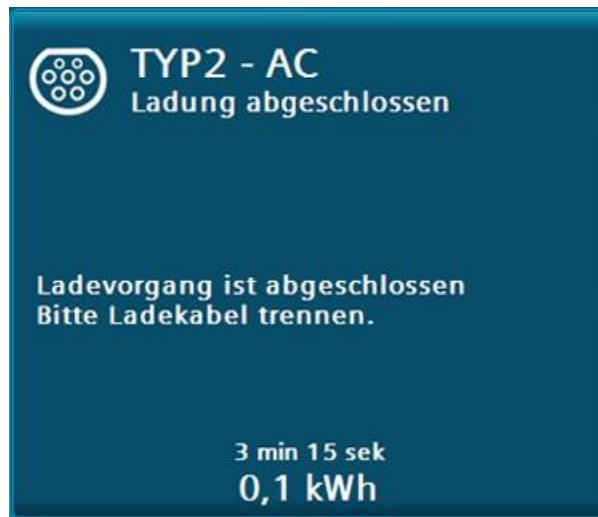 TYP2 - AC
Ladung abgeschlossen
Ladevorgang ist abgeschlossen
Bitte Ladekabel trennen.
3 min 15 sek
0,1 kWh